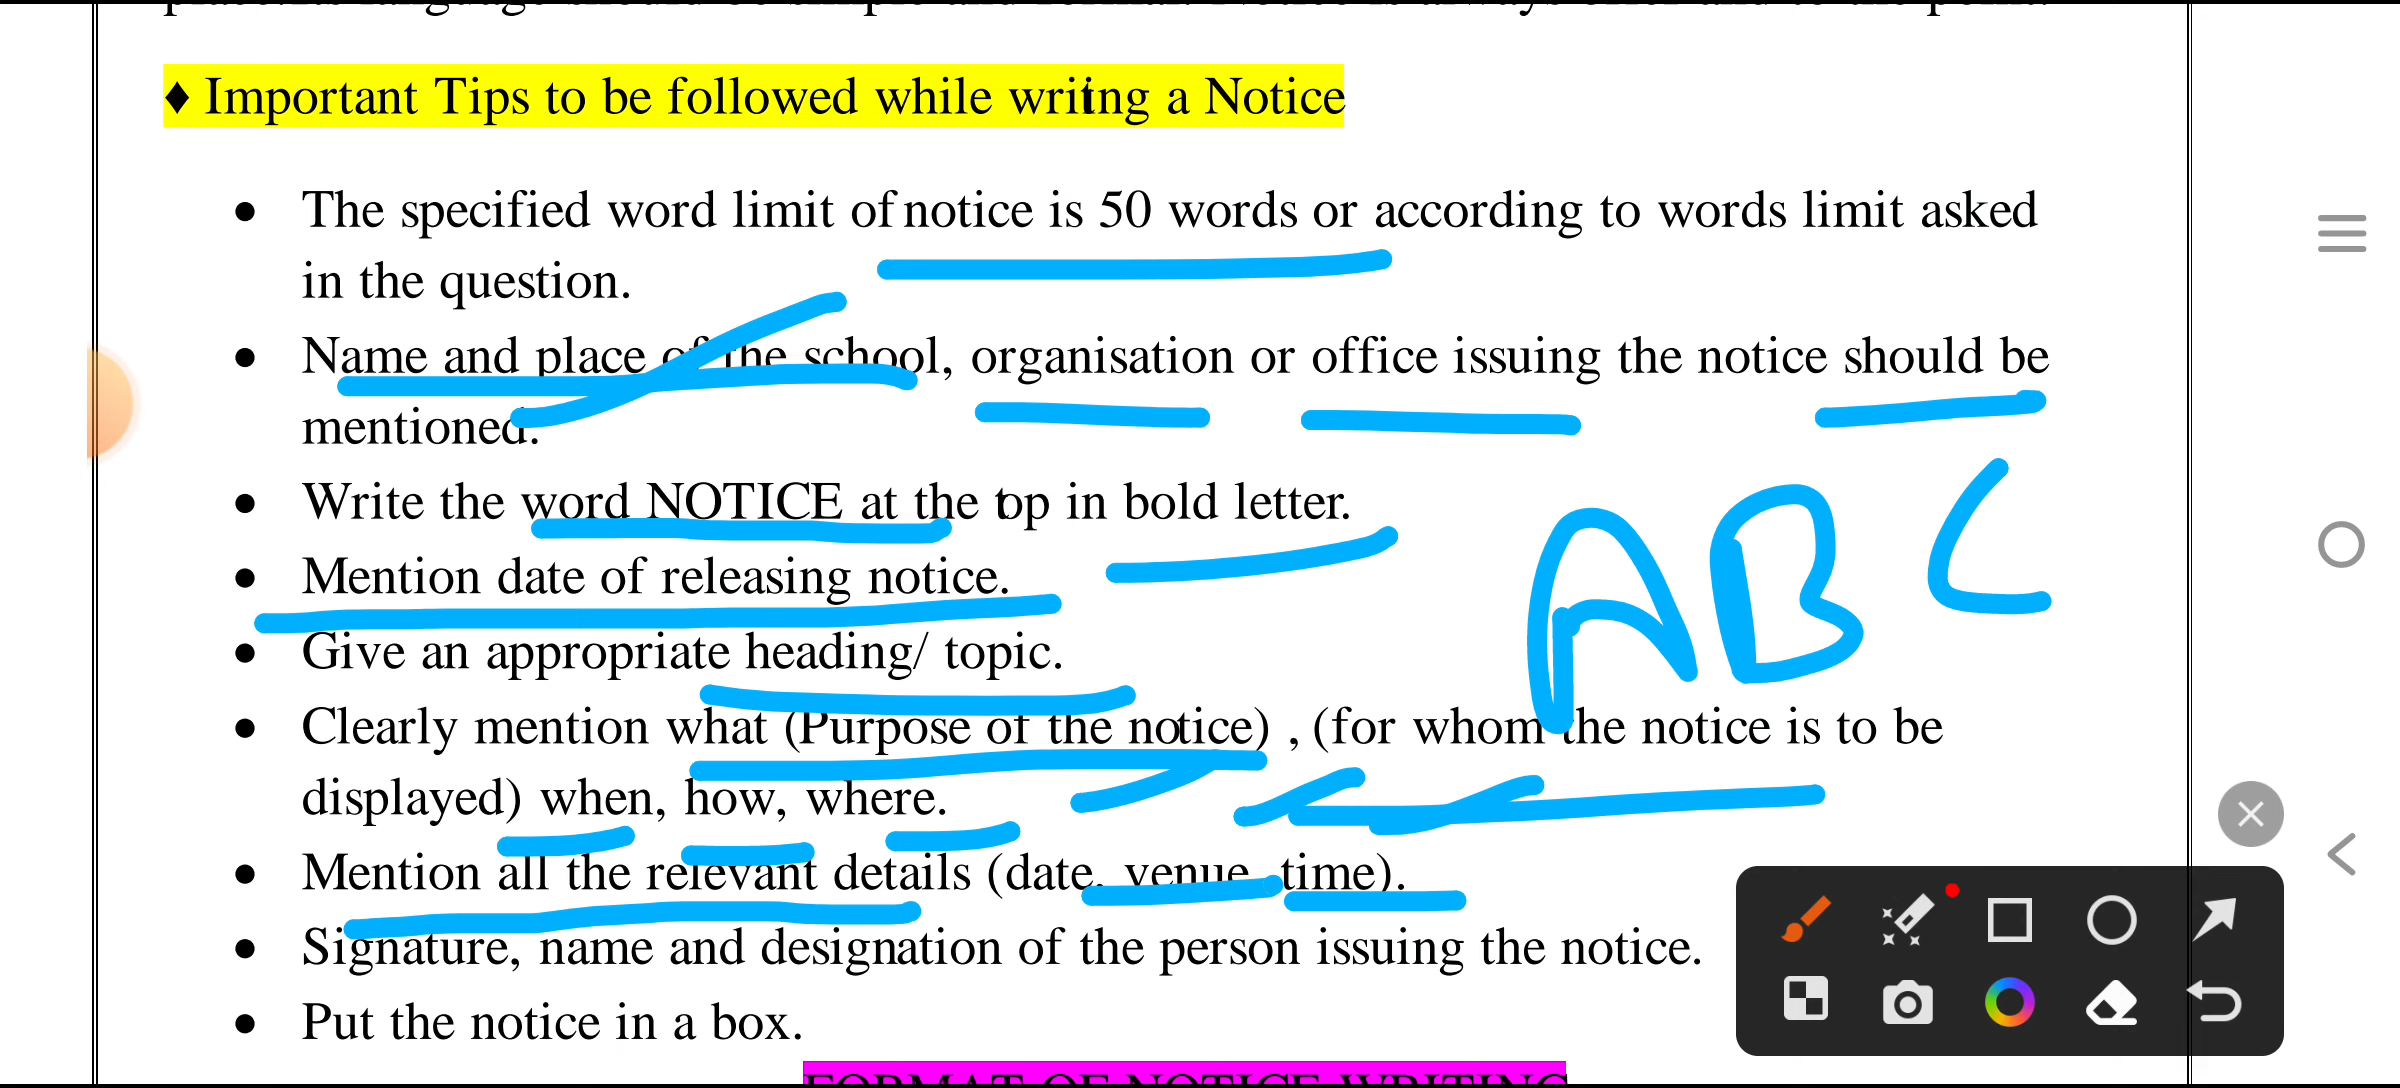 ♦ Important Tips to be followed while writing a Notice
• The specified word limit of notice is 50 words or according to words limit asked
in the question.
• Name and place of the school, organisation or office issuing the notice should be
mentioned.
• Write the word NOTICE at the top in bold letter.
ABC
• Mention date of releasing notice.
• Give an appropriate heading/ topic.
• Clearly mention what (Purpose of the notice) , (for whom the notice is to be
displayed) when, how, where.
• Mention all the relevant details (date, venue, time).
• Signature, name and designation of the person issuing the notice.
• Put the notice in a box.
FORMAT OF NOTICE WRITING